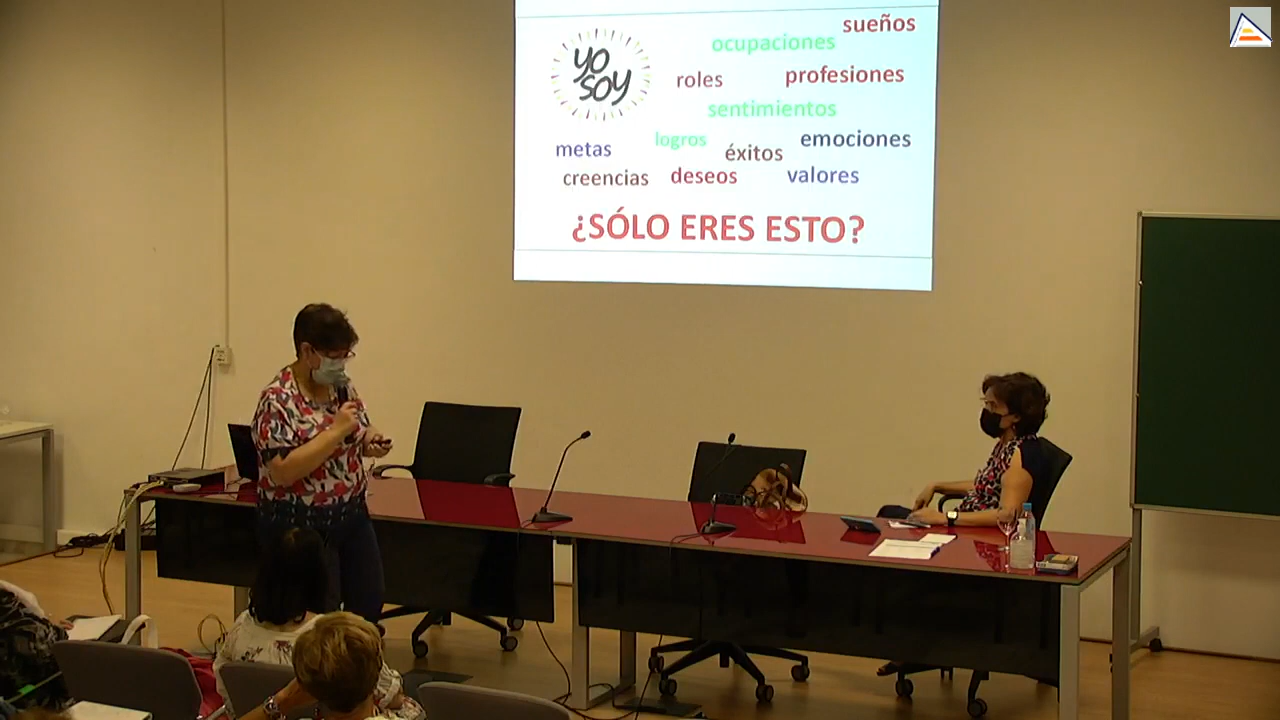 yo
soy
sueños
ocupaciones
roles
profesiones
sentimientos
logros
emociones
metas
éxitos
creencias
deseos
valores
¿SÓLO ERES ESTO?